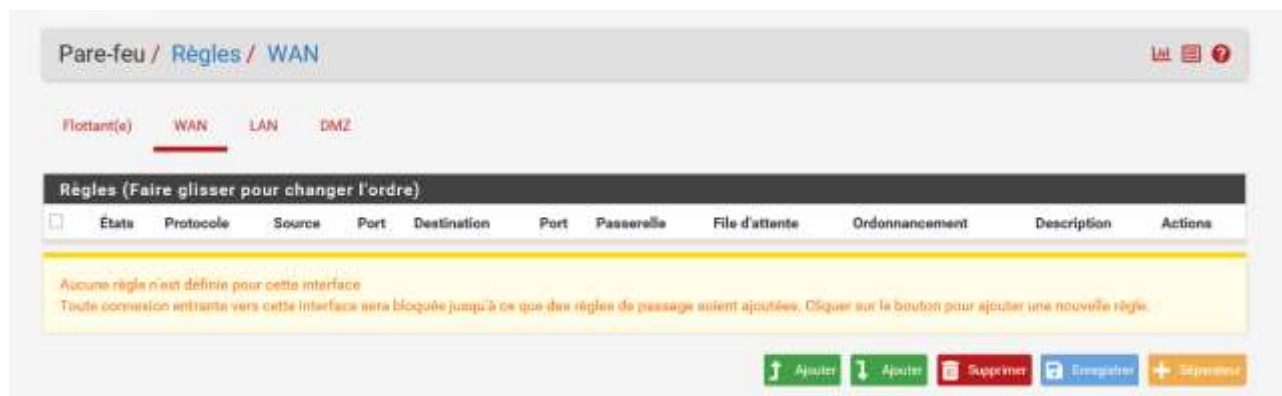 Pare-feu / Règles / WAN
Flottant(e) WAN LAN DMZ
Règles (Faire glisser pour changer l'ordre)
États Protocole Source Port Destination Port Passerelle File d'attente Ordonnancement Description Actions
Aucune règle n'est définie pour cette interface
Toute connexion entrante vers cette interface sera bloquée jusqu'à ce que des règles de passage soient ajoutées. Cliquer sur le bouton pour ajouter une nouvelle règle.
Ajouter Ajouter Supprimer Enregistrer Séparateur